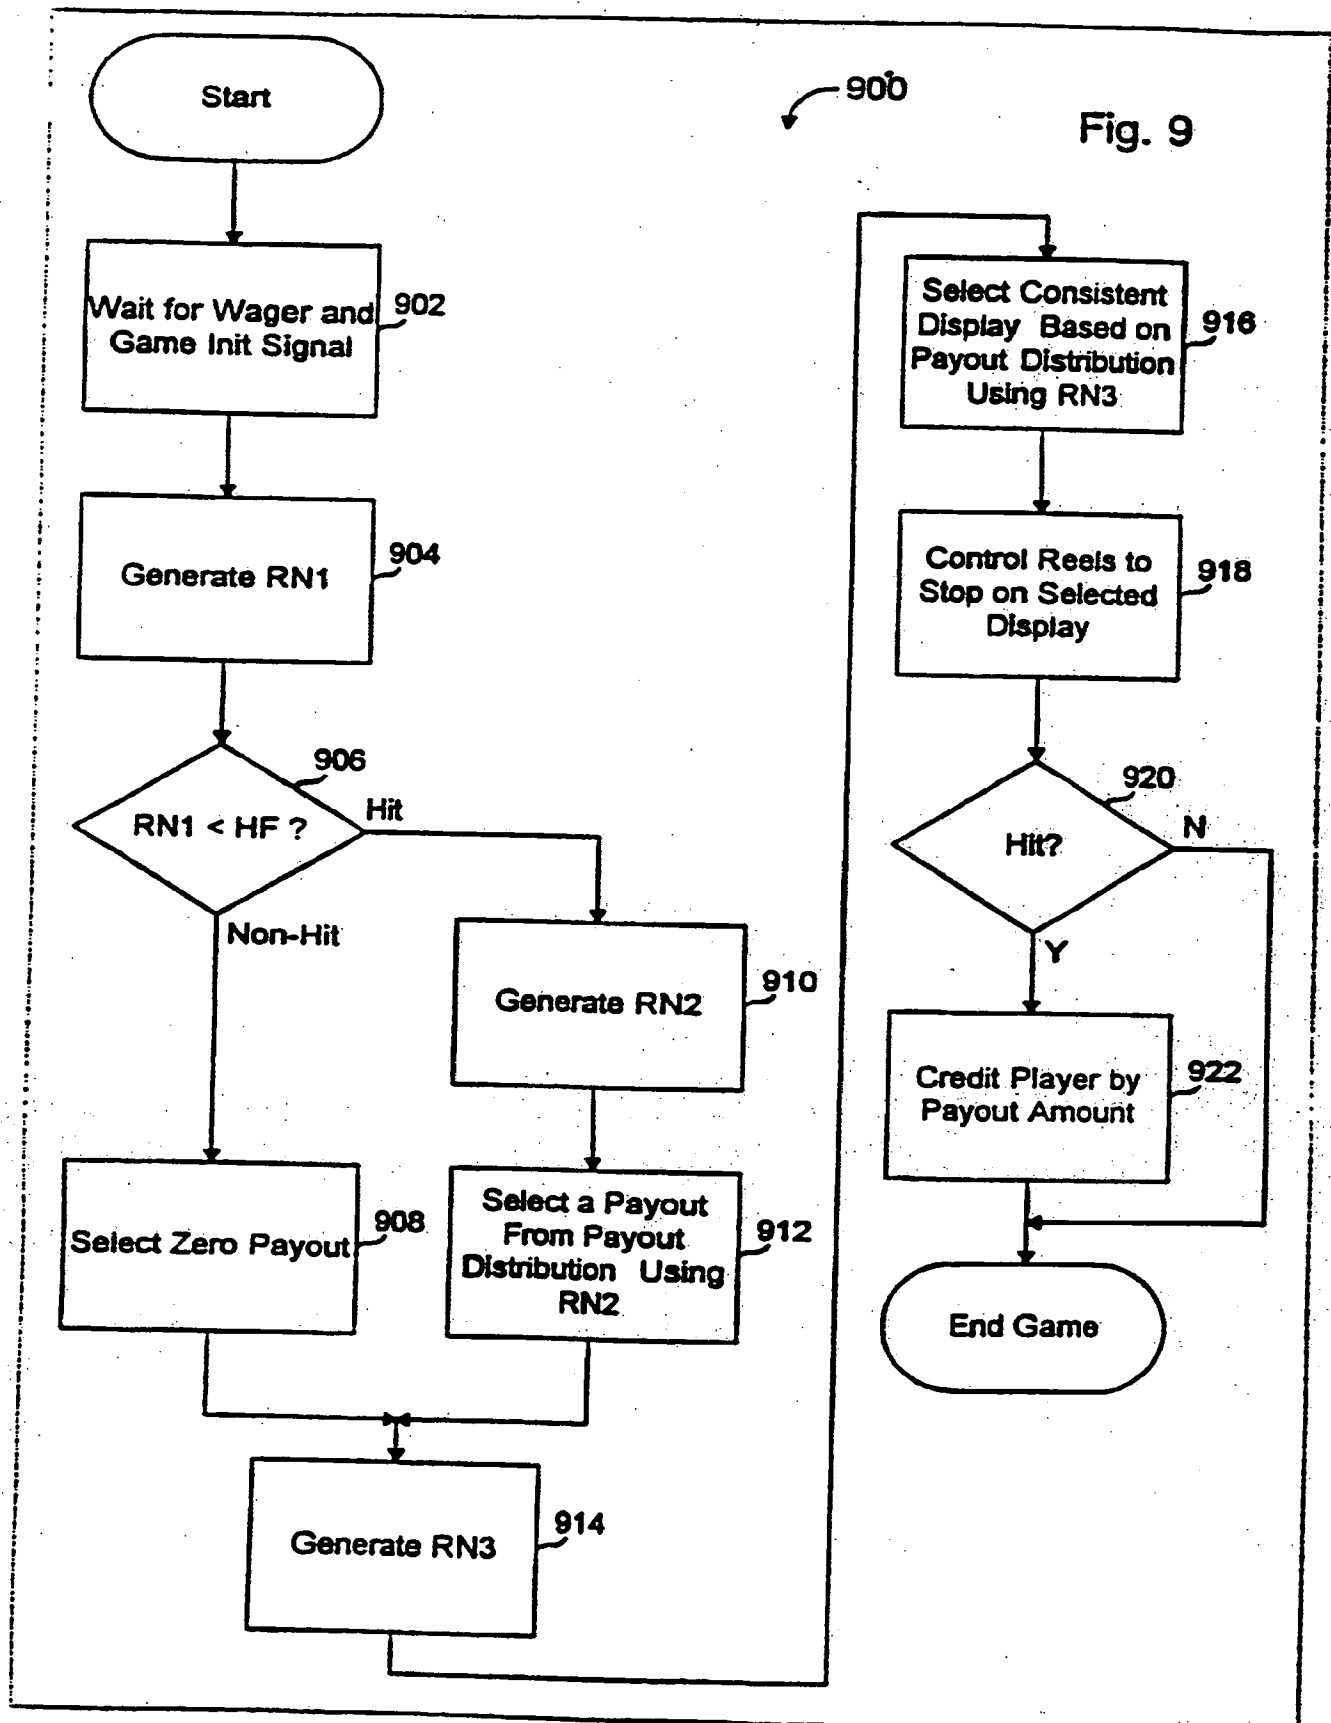 Start
900
Fig. 9
Wait for Wager and
Game Init Signal
902
Generate RN1
904
906
RN1 < HF ?
Hit
Non-Hit
Generate RN2
910
Select Zero Payout
908
Select a Payout
From Payout
Distribution Using
RN2
912
Generate RN3
914
Select Consistent
Display Based on
Payout Distribution
Using RN3
916
Control Reels to
Stop on Selected
Display
918
920
Hit?
N
Y
Credit Player by
Payout Amount
922
End Game